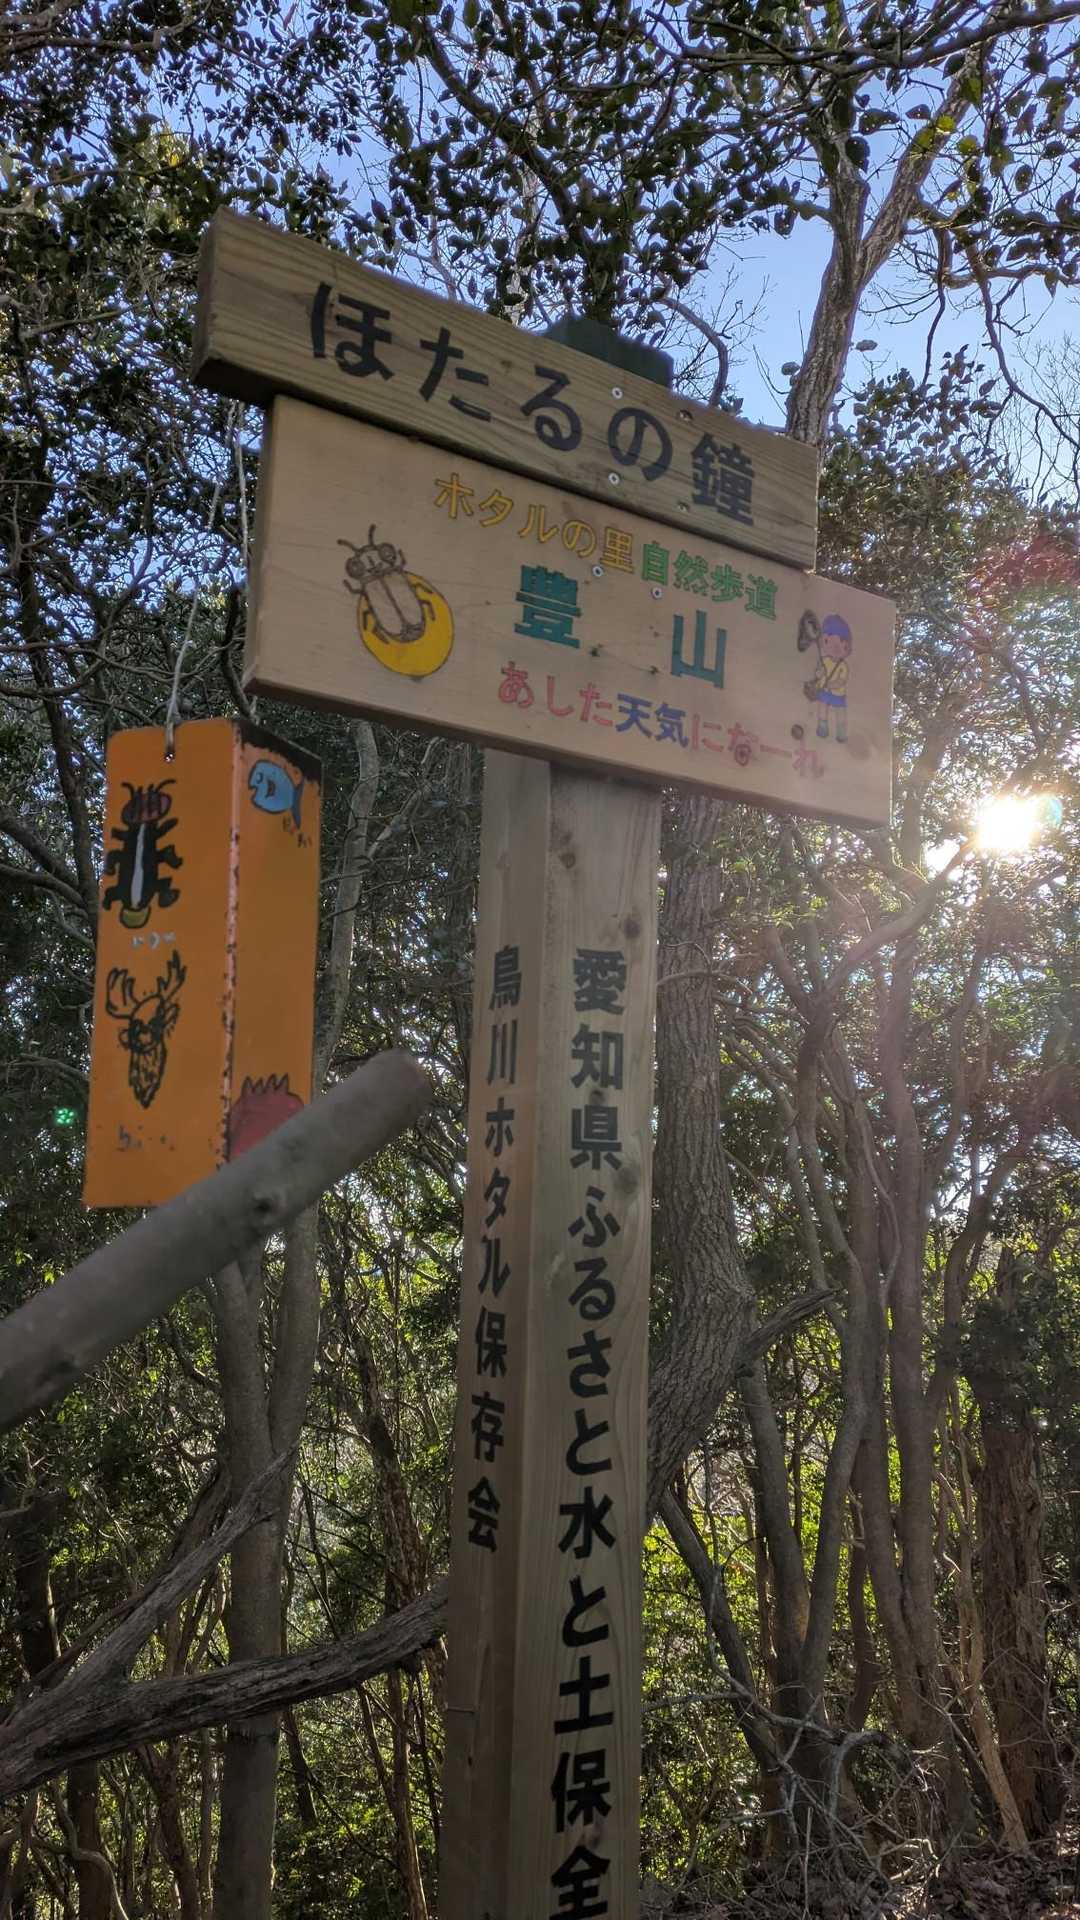 ほたるの鐘
ホタルの里自然歩道
豊山
あした天気になーれ
愛知県ふるさと水と土保全
鳥川ホタル保存会